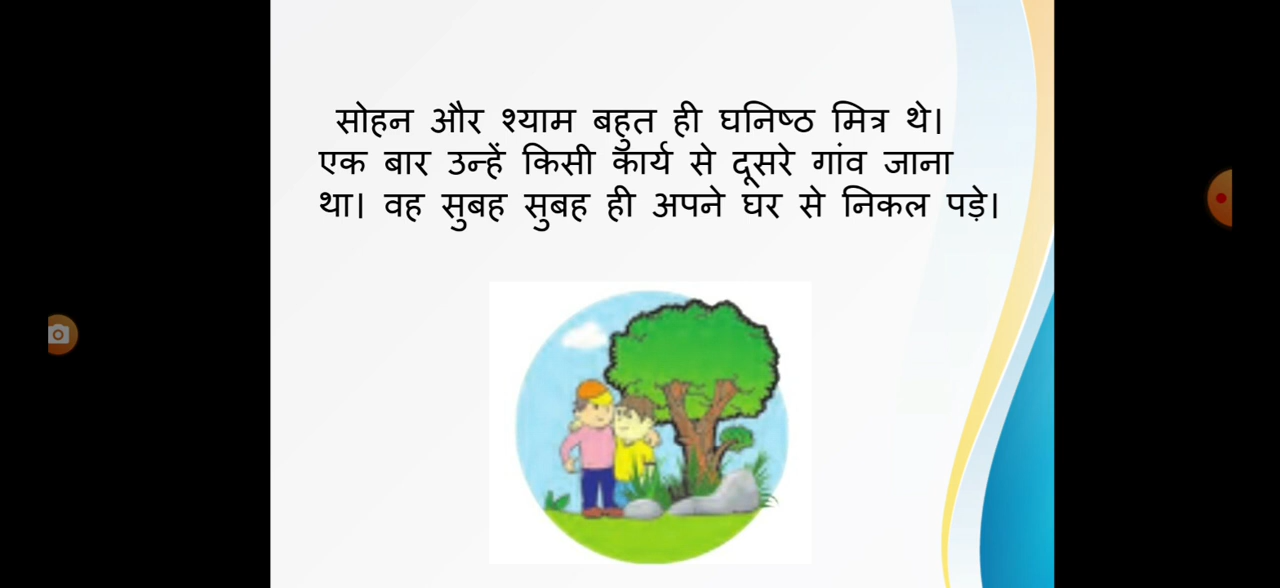 सोहन और श्याम बहुत ही घनिष्ठ मित्र थे।
एक बार उन्हें किसी कार्य से दूसरे गांव जाना
था। वह सुबह सुबह ही अपने घर से निकल पड़े।